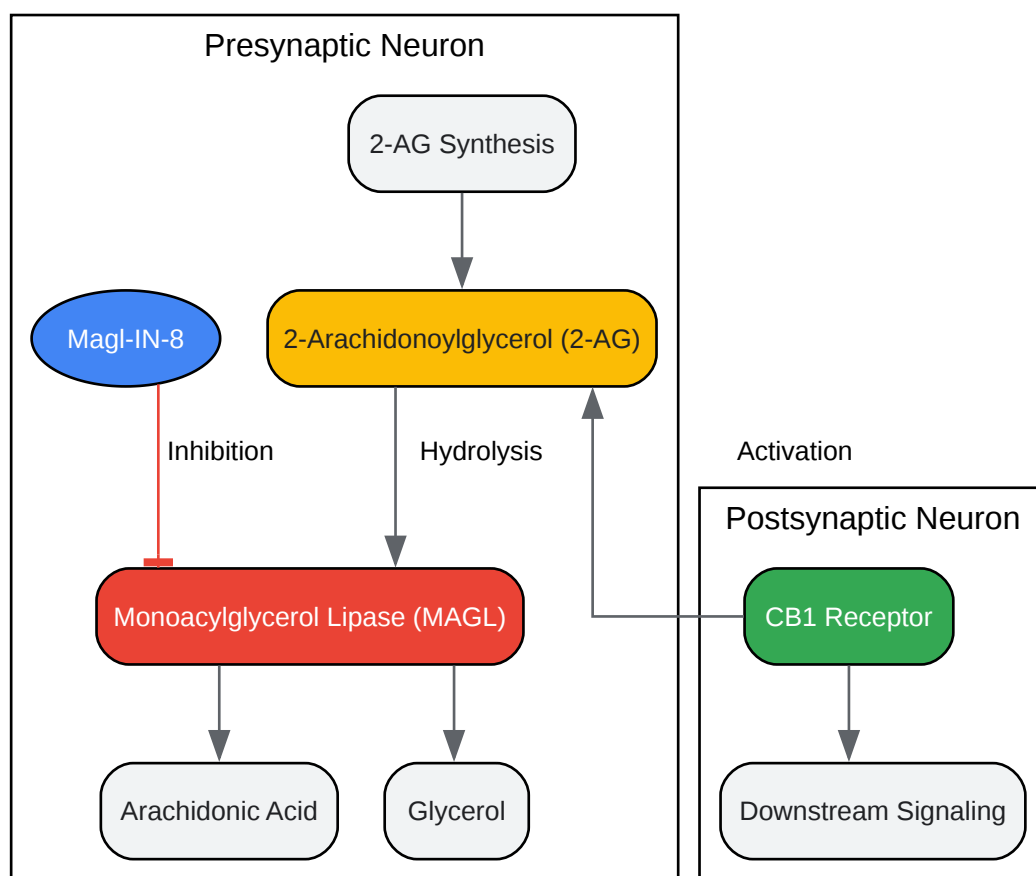 Presynaptic Neuron
2-AG Synthesis
Magl-IN-8
2-Arachidonoylglycerol (2-AG)
Inhibition
Hydrolysis
Activation
Postsynaptic Neuron
Monoacylglycerol Lipase (MAGL)
CB1 Receptor
Arachidonic Acid
Glycerol
Downstream Signaling